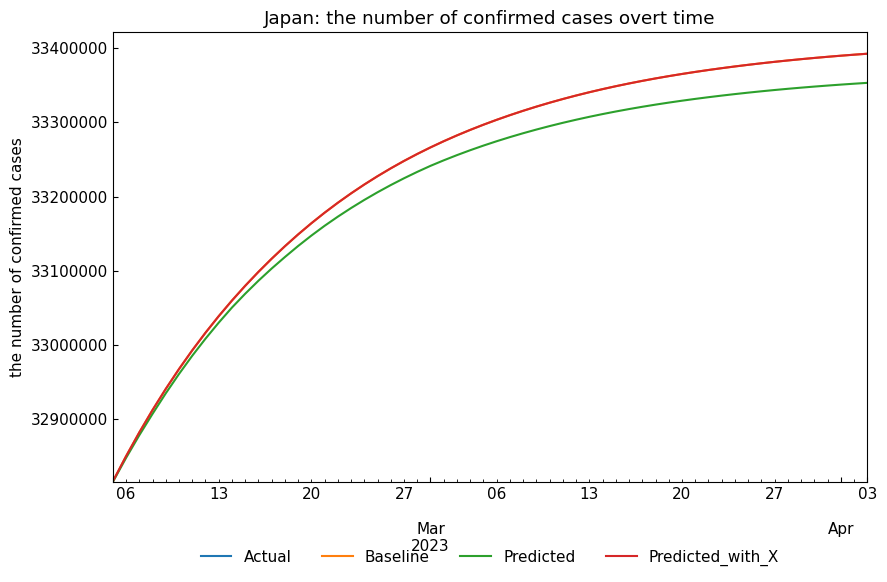 Japan: the number of confirmed cases overt time
the number of confirmed cases
33400000
33300000
33200000
33100000
33000000
32900000
06 13 20 27 06 13 20 27 03
Mar Apr
2023
Actual Baseline Predicted Predicted_with_X